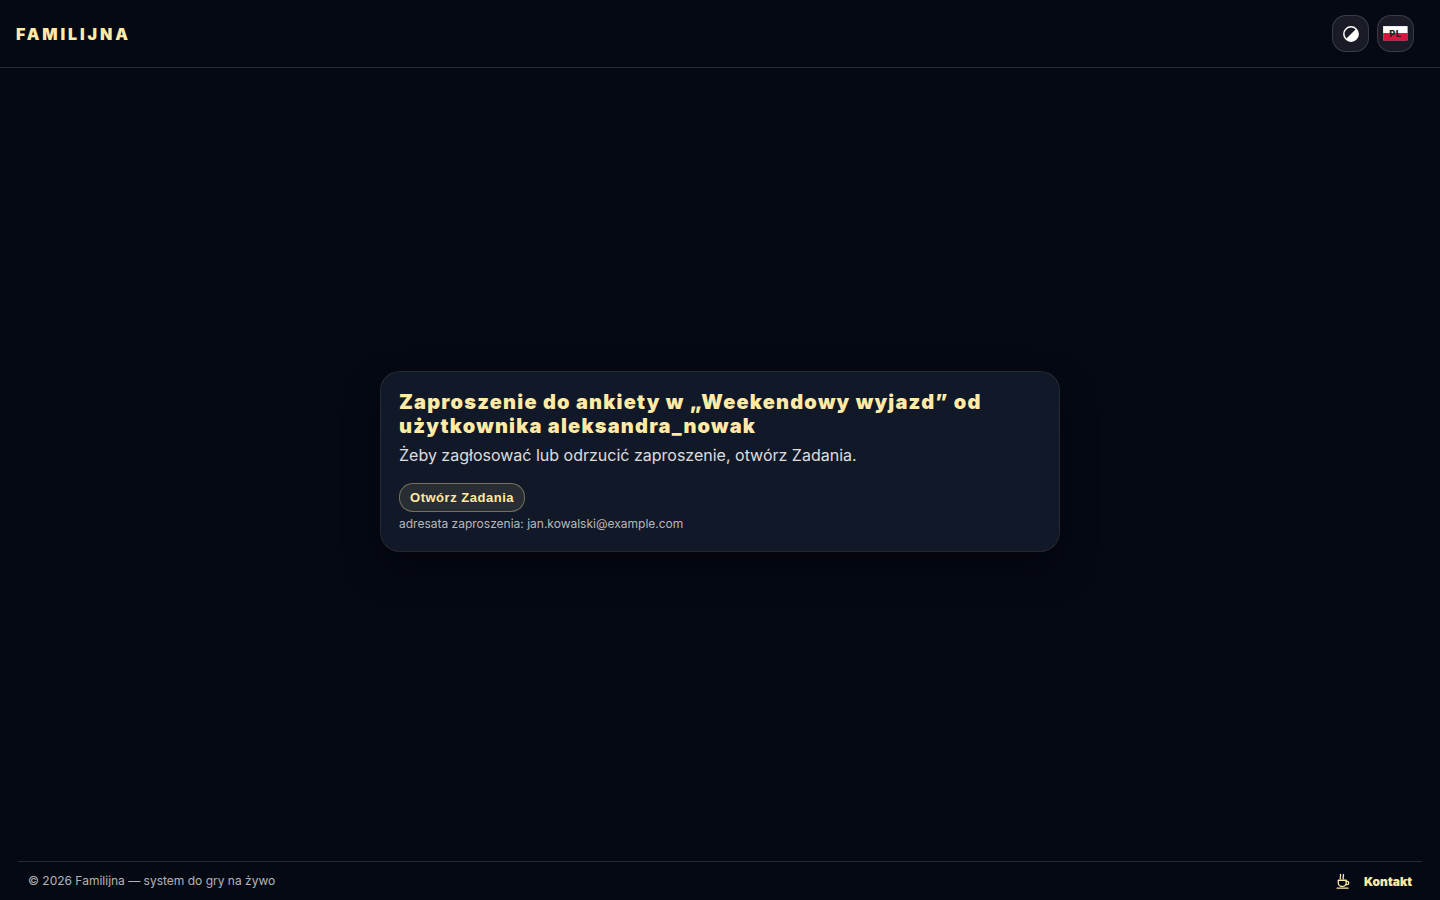 FAMILIJNA
PL
Zaproszenie do ankiety w „Weekendowy wyjazd” od
użytkownika aleksandra_nowak
Żeby zagłosować lub odrzucić zaproszenie, otwórz Zadania.
Otwórz Zadania
adresata zaproszenia: jan.kowalski@example.com
© 2026 Familijna — system do gry na żywo
Kontakt